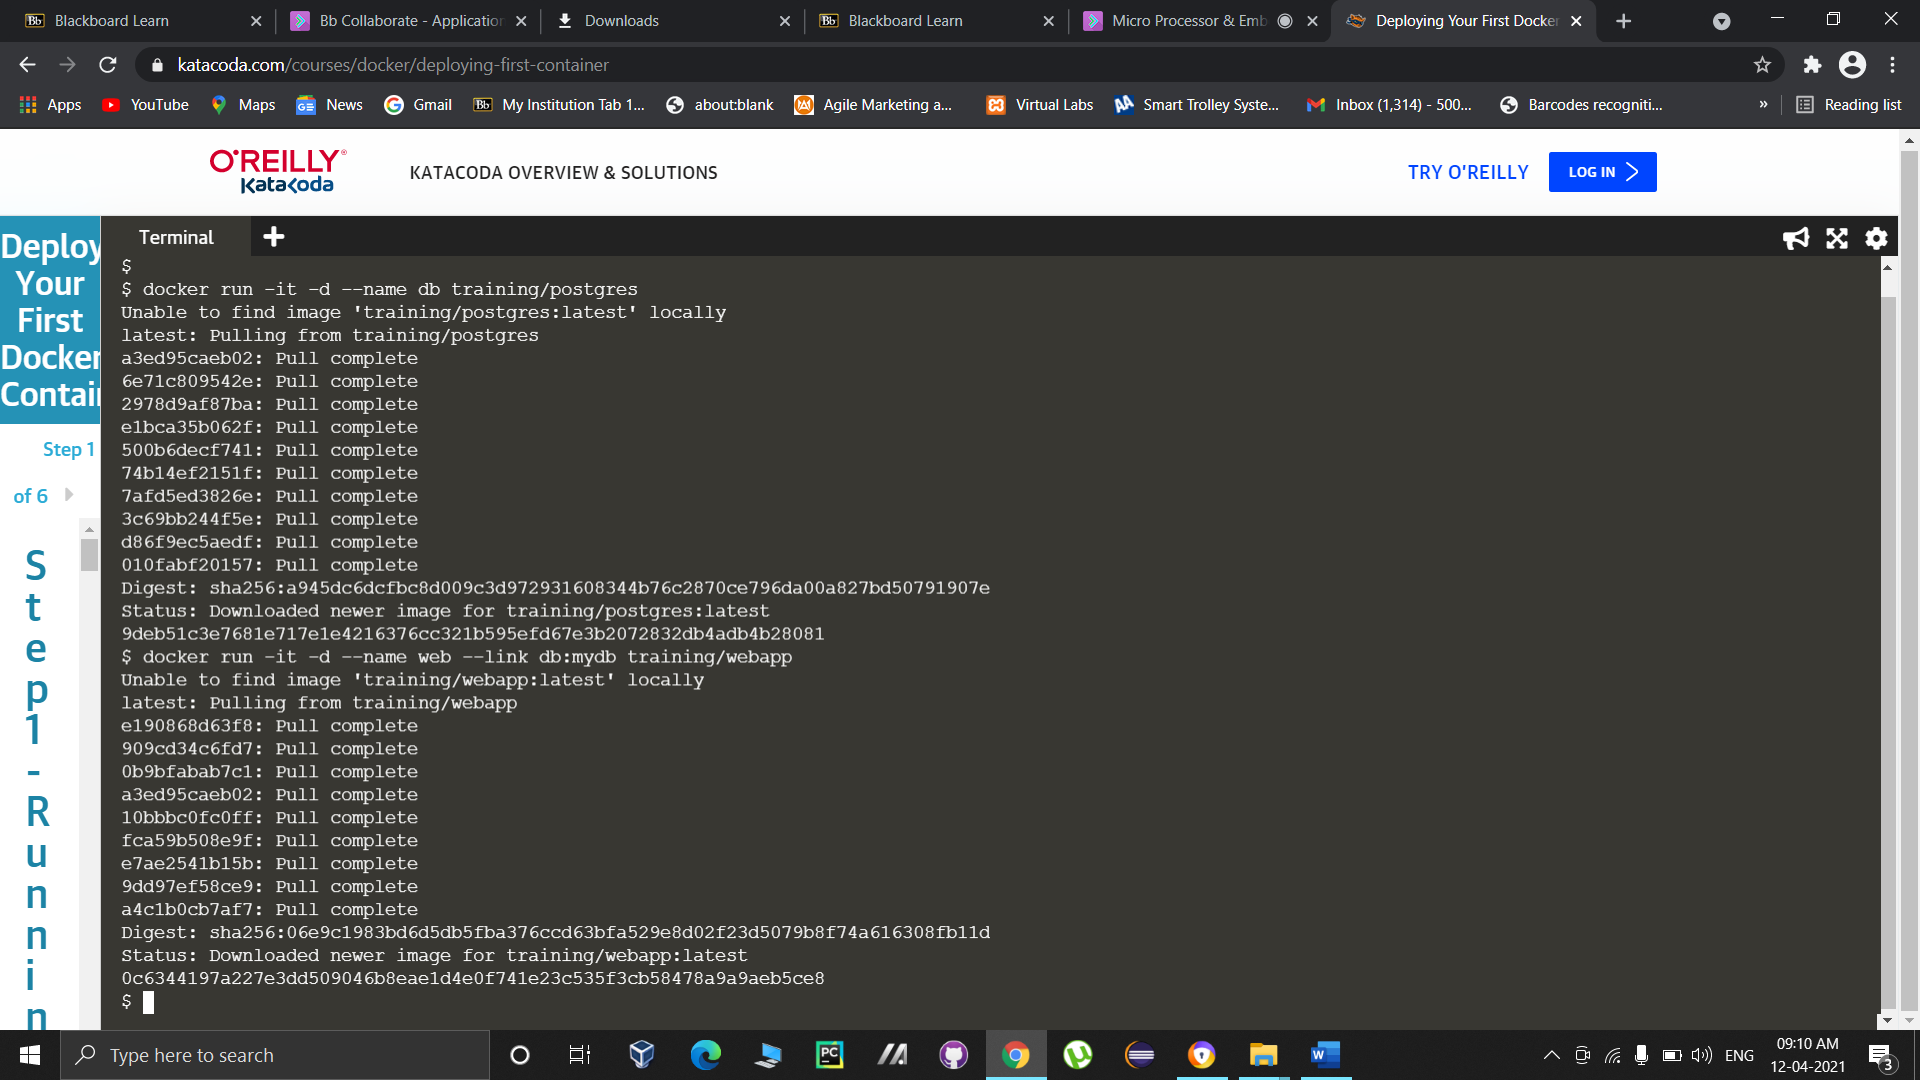 Blackboard Learn
Bb Collaborate - Application
Downloads
Blackboard Learn
Micro Processor & Emb
Deploying Your First Docker
katacoda.com/courses/docker/deploying-first-container
Apps
YouTube
Maps
News
Gmail
My Institution Tab 1...
about:blank
Agile Marketing a...
Virtual Labs
Smart Trolley Syste...
Inbox (1,314) - 500...
Barcodes recogniti...
»
Reading list
O'REILLY®
Katacoda
KATACODA OVERVIEW & SOLUTIONS
TRY O'REILLY
LOG IN
Deploy
Your
First
Docker
Contai
Step 1
of 6
S
t
e
p
1
-
R
u
n
n
i
n
Terminal
$
$ docker run -it -d --name db training/postgres
Unable to find image 'training/postgres:latest' locally
latest: Pulling from training/postgres
a3ed95caeb02: Pull complete
6e71c809542e: Pull complete
2978d9af87ba: Pull complete
e1bca35b062f: Pull complete
500b6decf741: Pull complete
74b14ef2151f: Pull complete
7afd5ed3826e: Pull complete
3c69bb244f5e: Pull complete
d86f9ec5aedf: Pull complete
010fabf20157: Pull complete
Digest: sha256:a945dc6dcfbc8d009c3d972931608344b76c2870ce796da00a827bd50791907e
Status: Downloaded newer image for training/postgres:latest
9deb51c3e7681e717e1e4216376cc321b595efd67e3b2072832db4adb4b28081
$ docker run -it -d --name web --link db:mydb training/webapp
Unable to find image 'training/webapp:latest' locally
latest: Pulling from training/webapp
e190868d63f8: Pull complete
909cd34c6fd7: Pull complete
0b9bfabab7c1: Pull complete
a3ed95caeb02: Pull complete
10bbbc0fc0ff: Pull complete
fca59b508e9f: Pull complete
e7ae2541b15b: Pull complete
9dd97ef58ce9: Pull complete
a4c1b0cb7af7: Pull complete
Digest: sha256:06e9c1983bd6d5db5fba376ccd63bfa529e8d02f23d5079b8f74a616308fb11d
Status: Downloaded newer image for training/webapp:latest
0c6344197a227e3dd509046b8eae1d4e0f741e23c535f3cb58478a9a9aeb5ce8
$
Type here to search
ENG
09:10 AM
12-04-2021
3